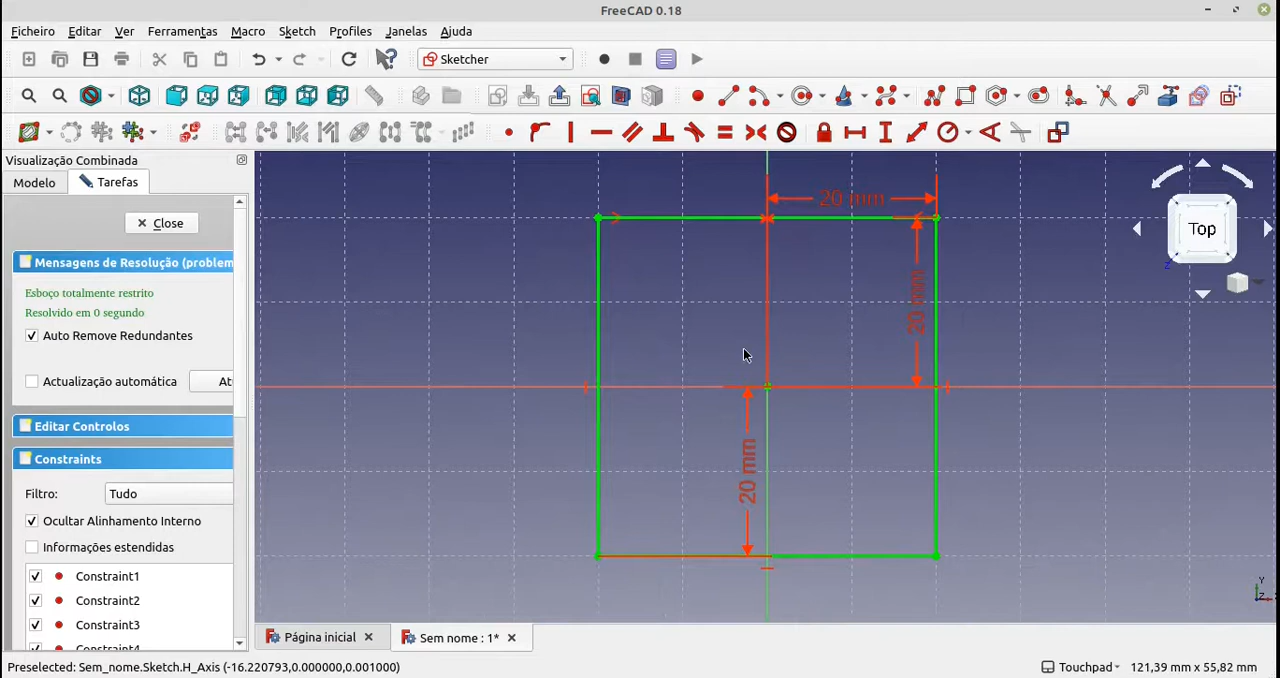 FreeCAD 0.18
Ficheiro Editar Ver Ferramentas Macro Sketch Profiles Janelas Ajuda
Sketcher
Visualização Combinada
Modelo Tarefas
Close
Mensagens de Resolução (problem
Esboço totalmente restrito
Resolvido em 0 segundo
Auto Remove Redundantes
Actualização automática At
Editar Controlos
Constraints
Filtro: Tudo
Ocultar Alinhamento Interno
Informações estendidas
Constraint1
Constraint2
Constraint3
Constraint4
20 mm
20 mm
20 mm
Top
Z
Y
Z
Página inicial
Sem nome : 1*
Preselected: Sem_nome.Sketch.H_Axis (-16.220793,0.000000,0.001000)
Touchpad
121,39 mm x 55,82 mm